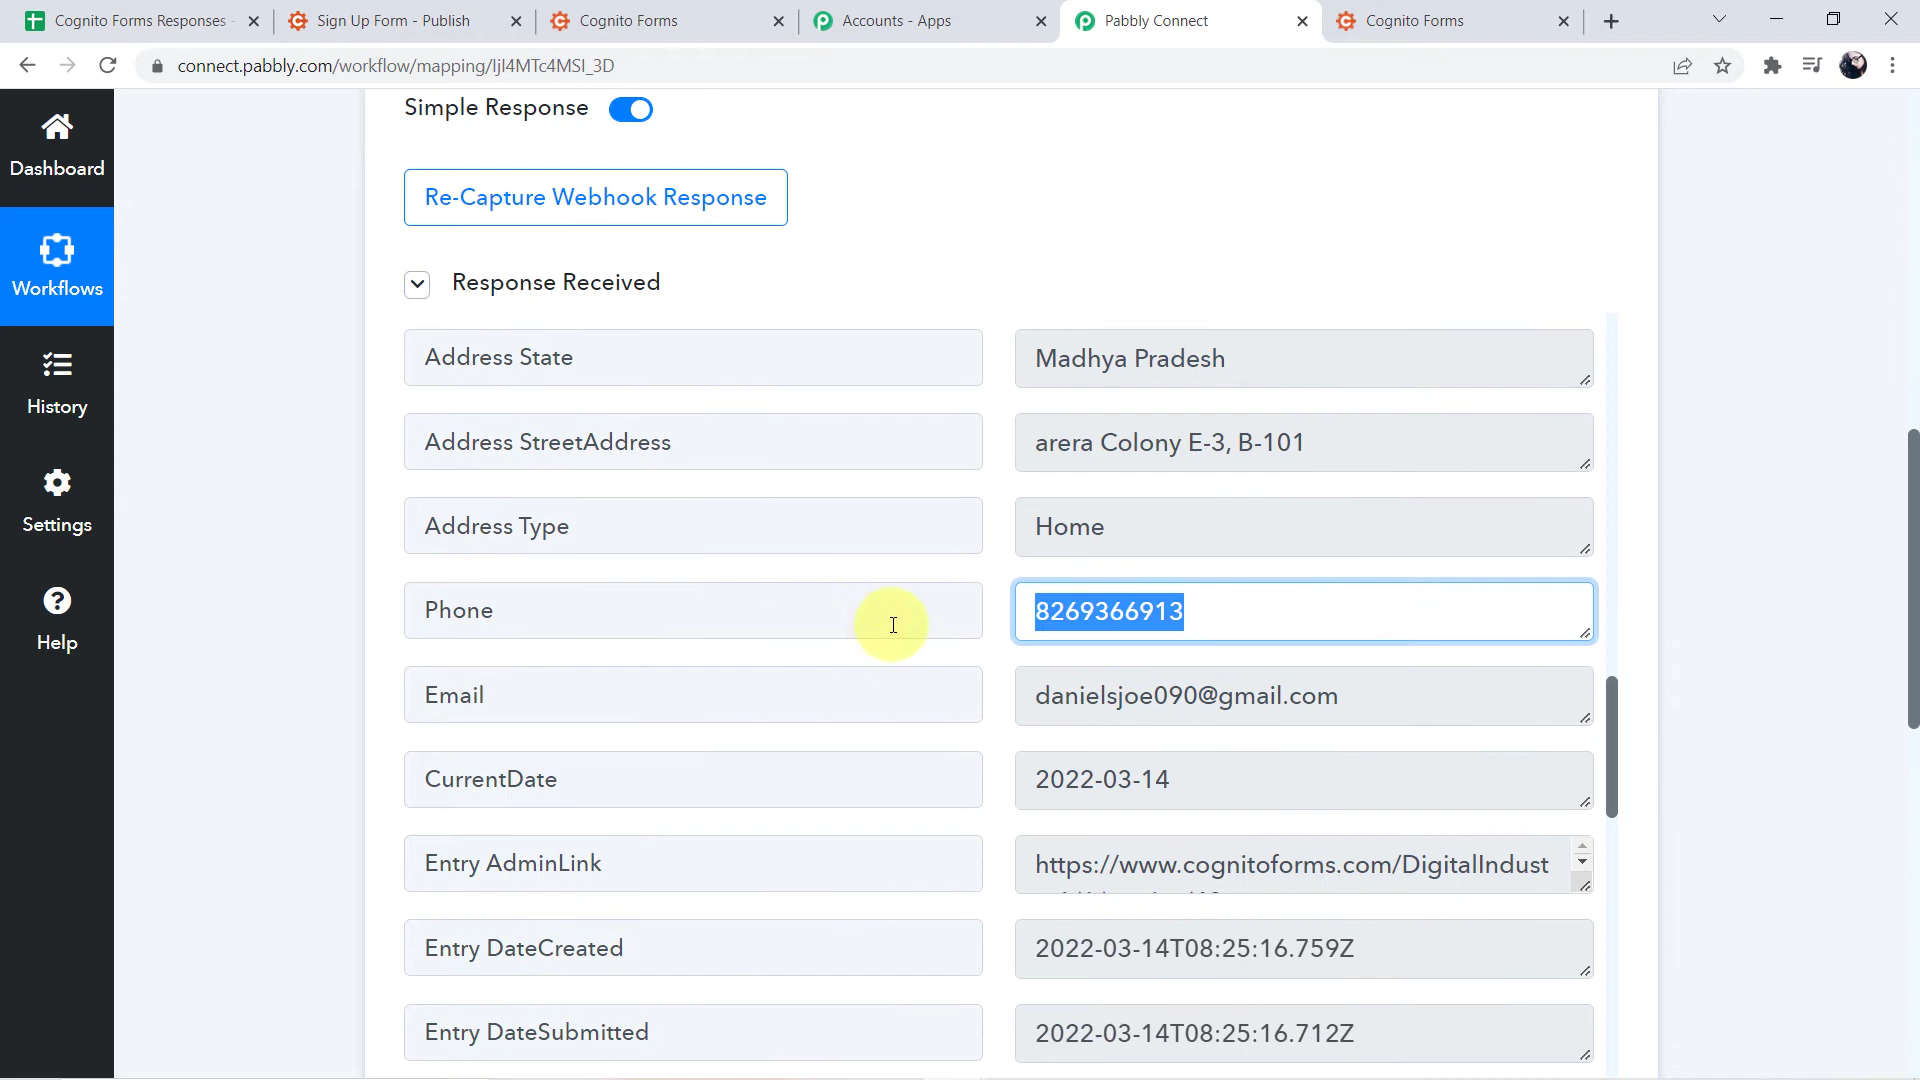 Cognito Forms Responses -
Sign Up Form - Publish
Cognito Forms
Accounts - Apps
Pabbly Connect
Cognito Forms
connect.pabbly.com/workflow/mapping/IjI4MTc4MSI_3D
Dashboard
Workflows
History
Settings
Help
Simple Response
Re-Capture Webhook Response
Response Received
Address State
Madhya Pradesh
Address StreetAddress
arera Colony E-3, B-101
Address Type
Home
Phone
8269366913
Email
danielsjoe090@gmail.com
CurrentDate
2022-03-14
Entry AdminLink
https://www.cognitoforms.com/DigitalIndust
Entry DateCreated
2022-03-14T08:25:16.759Z
Entry DateSubmitted
2022-03-14T08:25:16.712Z